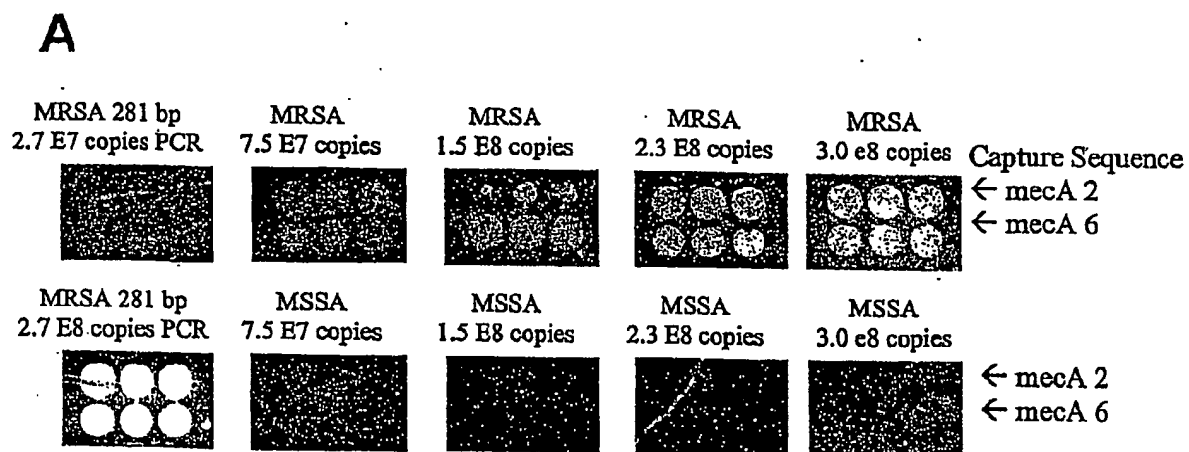 A
MRSA 281 bp
2.7 E7 copies PCR
MRSA
7.5 E7 copies
MRSA
1.5 E8 copies
MRSA
2.3 E8 copies
MRSA
3.0 e8 copies
Capture Sequence
← mecA 2
← mecA 6
MRSA 281 bp
2.7 E8 copies PCR
MSSA
7.5 E7 copies
MSSA
1.5 E8 copies
MSSA
2.3 E8 copies
MSSA
3.0 e8 copies
← mecA 2
← mecA 6